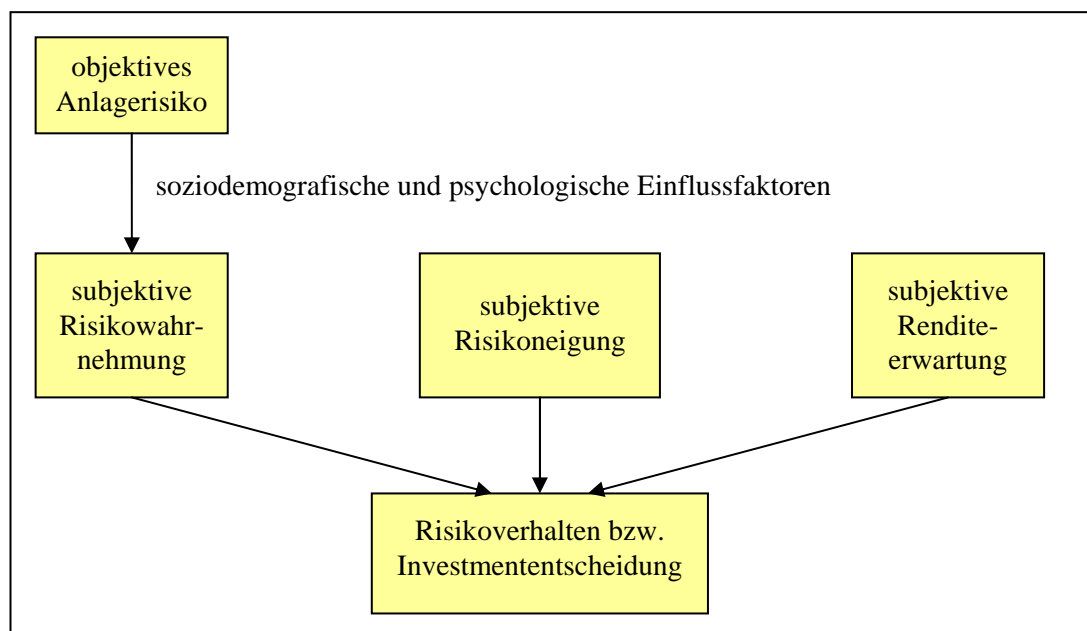 objektives
Anlagerisiko
soziodemografische und psychologische Einflussfaktoren
subjektive
Risikowahr-
nehmung
subjektive
Risikoneigung
subjektive
Rendite-
erwartung
Risikoverhalten bzw.
Investmententscheidung